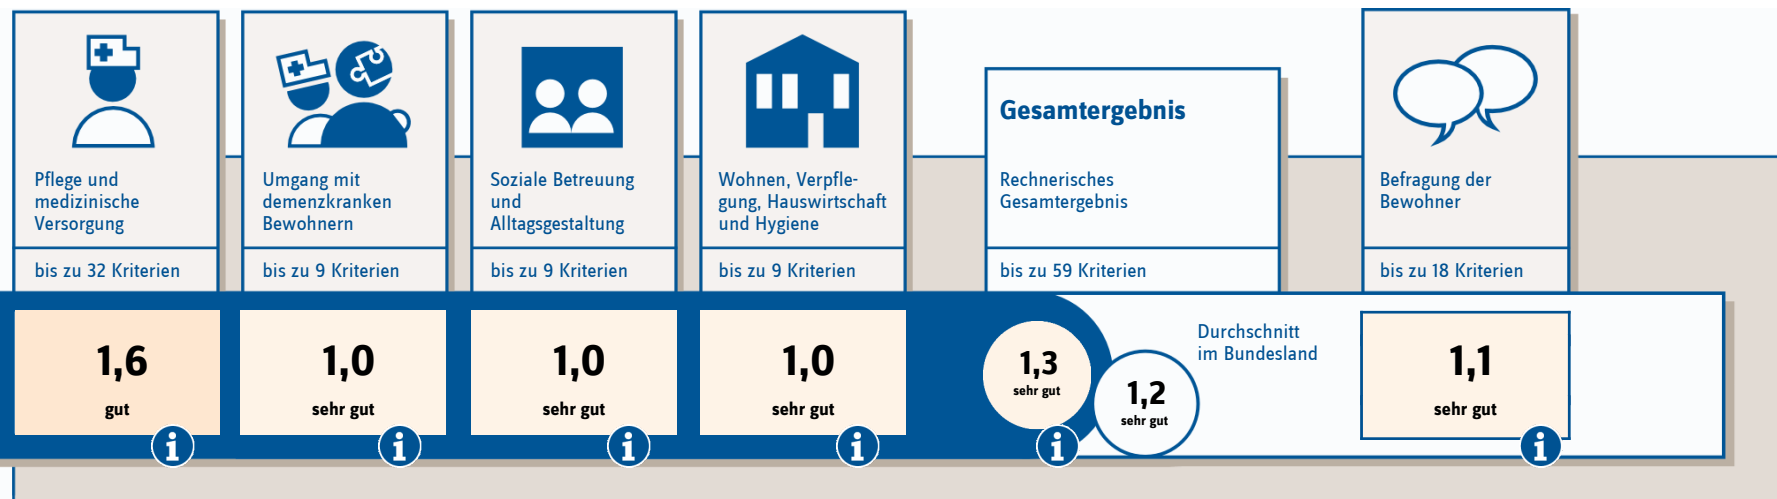 Pflege und
medizinische
Versorgung
bis zu 32 Kriterien
1,6
gut
Umgang mit
demenzkranken
Bewohnern
bis zu 9 Kriterien
1,0
sehr gut
Soziale Betreuung
und
Alltagsgestaltung
bis zu 9 Kriterien
1,0
sehr gut
Wohnen, Verpfle-
gung, Hauswirtschaft
und Hygiene
bis zu 9 Kriterien
1,0
sehr gut
Gesamtergebnis
Rechnerisches
Gesamtergebnis
bis zu 59 Kriterien
1,3
sehr gut
1,2
sehr gut
Durchschnitt
im Bundesland
Befragung der
Bewohner
bis zu 18 Kriterien
1,1
sehr gut